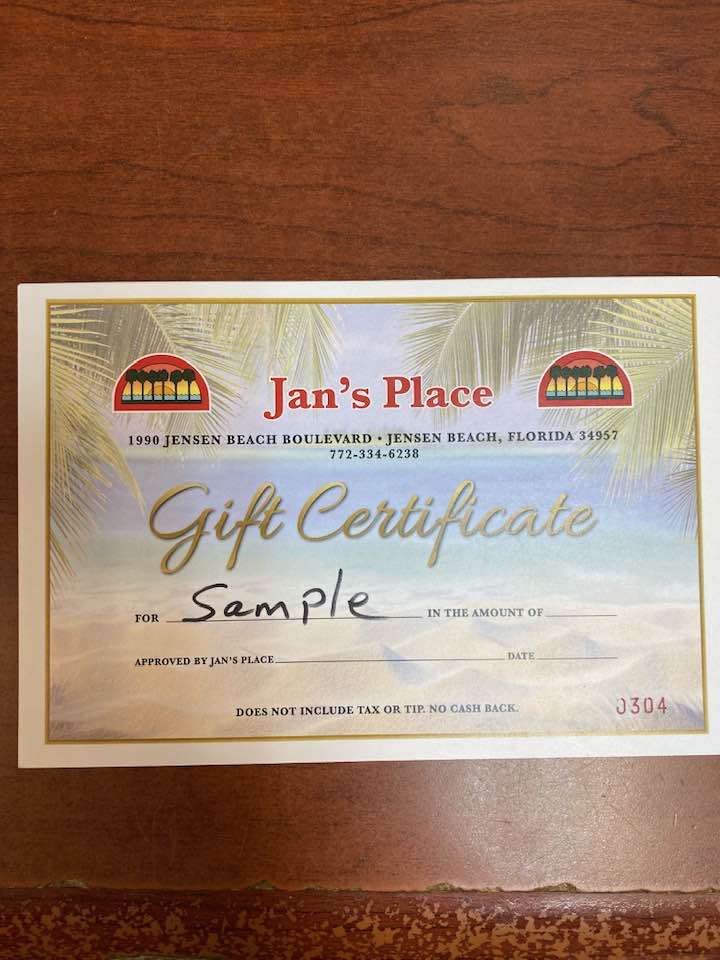 Jan's Place
1990 JENSEN BEACH BOULEVARD • JENSEN BEACH, FLORIDA 34957
772-334-6238
Gift Certificate
FOR Sample IN THE AMOUNT OF
APPROVED BY JAN'S PLACE DATE
DOES NOT INCLUDE TAX OR TIP. NO CASH BACK.
0304